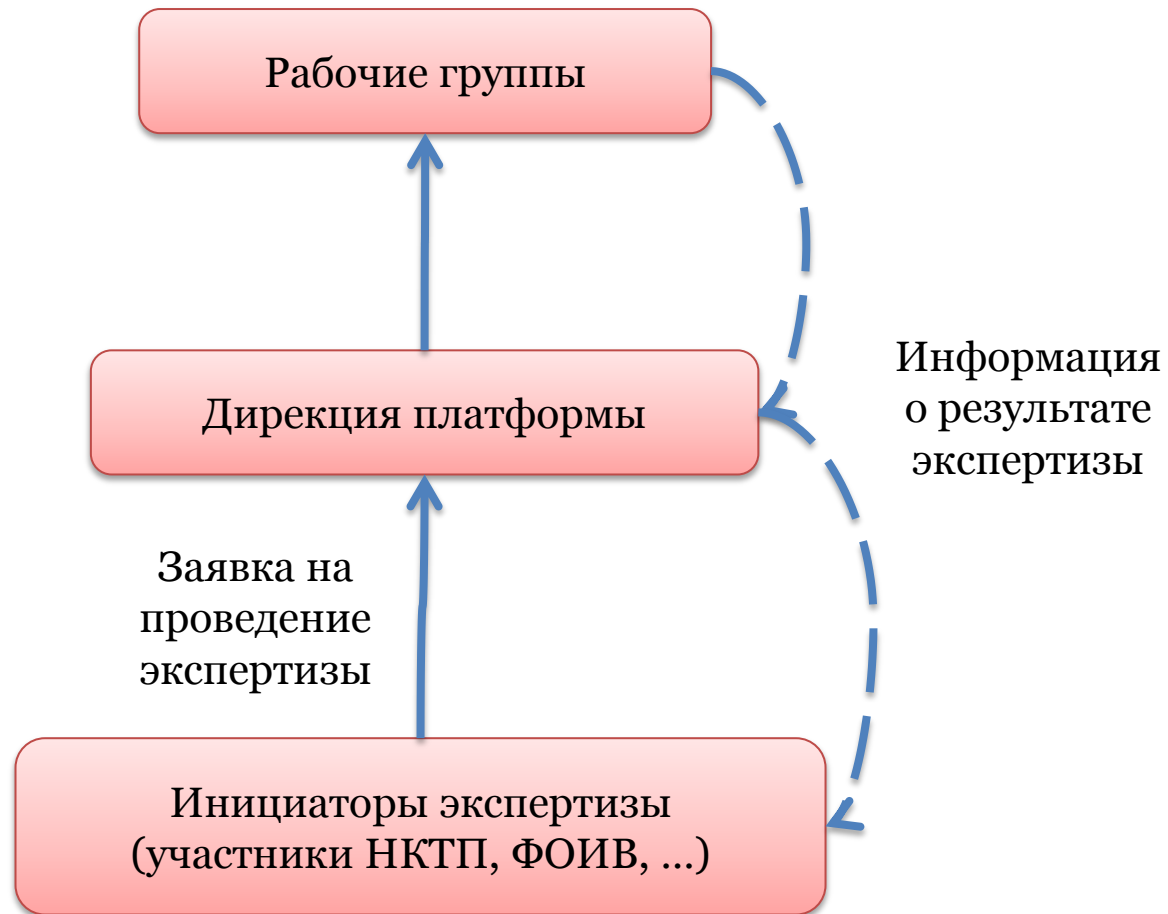 Рабочие группы
Дирекция платформы
Информация
о результате
экспертизы
Заявка на
проведение
экспертизы
Инициаторы экспертизы
(участники НКТП, ФОИВ, ...)